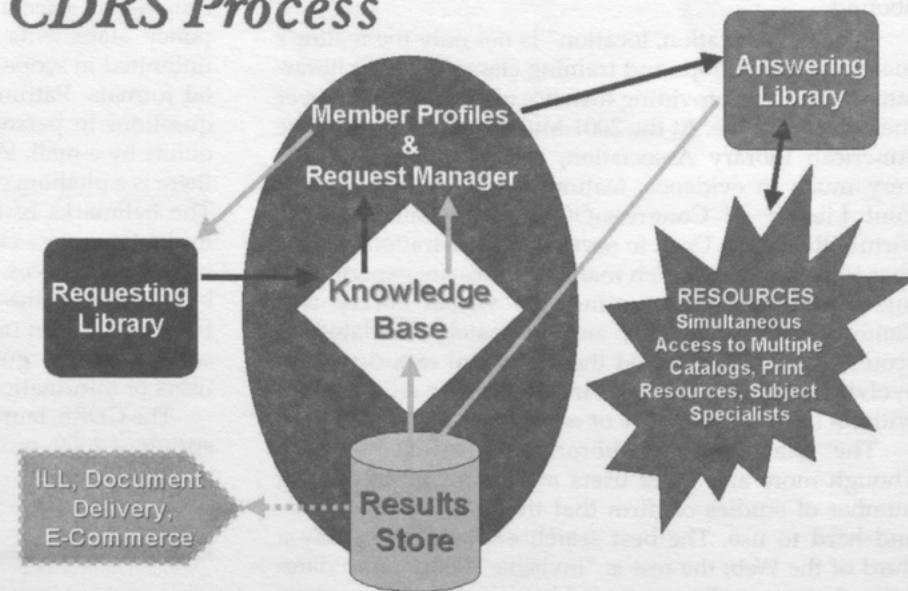 CDRS Process
Answering
Library
Member Profiles
&
Request Manager
Requesting
Library
Knowledge
Base
RESOURCES
Simultaneous
Access to Multiple
Catalogs, Print
Resources, Subject
Specialists
ILL, Document
Delivery,
E-Commerce
Results
Store